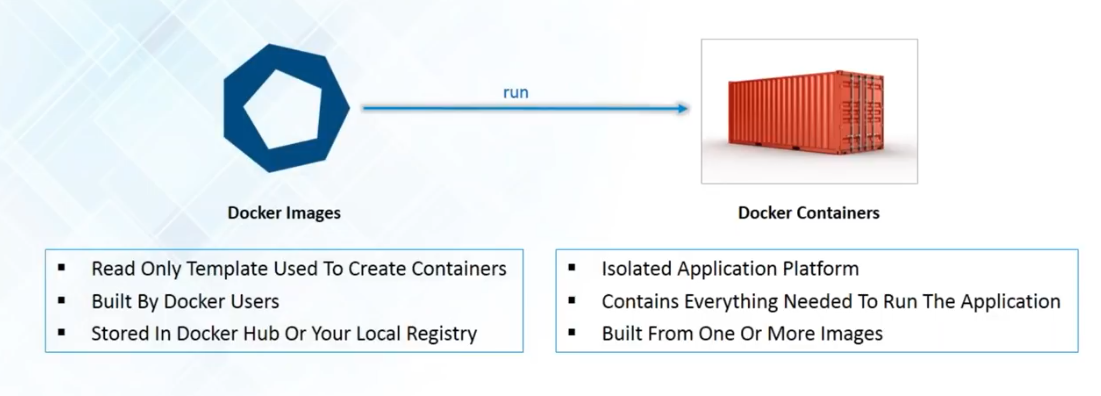 run
Docker Images
Docker Containers
▪ Read Only Template Used To Create Containers
▪ Built By Docker Users
▪ Stored In Docker Hub Or Your Local Registry
▪ Isolated Application Platform
▪ Contains Everything Needed To Run The Application
▪ Built From One Or More Images